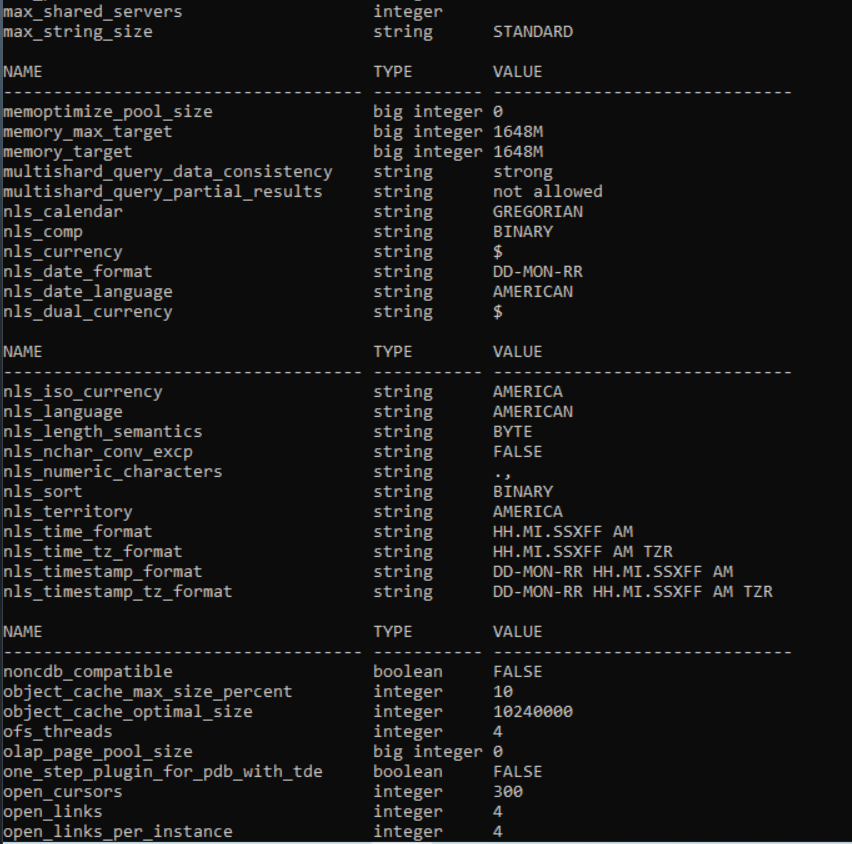 max_shared_servers                   integer
max_string_size                      string      STANDARD

NAME                                 TYPE        VALUE
------------------------------------ ----------- ------------------------------
memoptimize_pool_size                big integer 0
memory_max_target                    big integer 1648M
memory_target                        big integer 1648M
multishard_query_data_consistency    string      strong
multishard_query_partial_results     string      not allowed
nls_calendar                         string      GREGORIAN
nls_comp                             string      BINARY
nls_currency                         string      $
nls_date_format                      string      DD-MON-RR
nls_date_language                    string      AMERICAN
nls_dual_currency                    string      $

NAME                                 TYPE        VALUE
------------------------------------ ----------- ------------------------------
nls_iso_currency                     string      AMERICA
nls_language                         string      AMERICAN
nls_length_semantics                 string      BYTE
nls_nchar_conv_excp                  string      FALSE
nls_numeric_characters               string      .,
nls_sort                             string      BINARY
nls_territory                        string      AMERICA
nls_time_format                      string      HH.MI.SSXFF AM
nls_time_tz_format                   string      HH.MI.SSXFF AM TZR
nls_timestamp_format                 string      DD-MON-RR HH.MI.SSXFF AM
nls_timestamp_tz_format              string      DD-MON-RR HH.MI.SSXFF AM TZR

NAME                                 TYPE        VALUE
------------------------------------ ----------- ------------------------------
noncdb_compatible                    boolean     FALSE
object_cache_max_size_percent        integer     10
object_cache_optimal_size            integer     10240000
ofs_threads                          integer     4
olap_page_pool_size                  big integer 0
one_step_plugin_for_pdb_with_tde     boolean     FALSE
open_cursors                         integer     300
open_links                           integer     4
open_links_per_instance              integer     4